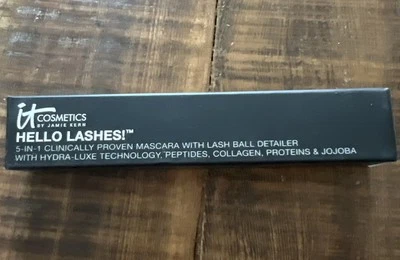 it
COSMETICS
BY JAMIE KERN
HELLO LASHES!™
5-IN-1 CLINICALLY PROVEN MASCARA WITH LASH BALL DETAILER
WITH HYDRA-LUXE TECHNOLOGY, PEPTIDES, COLLAGEN, PROTEINS & JOJOBA